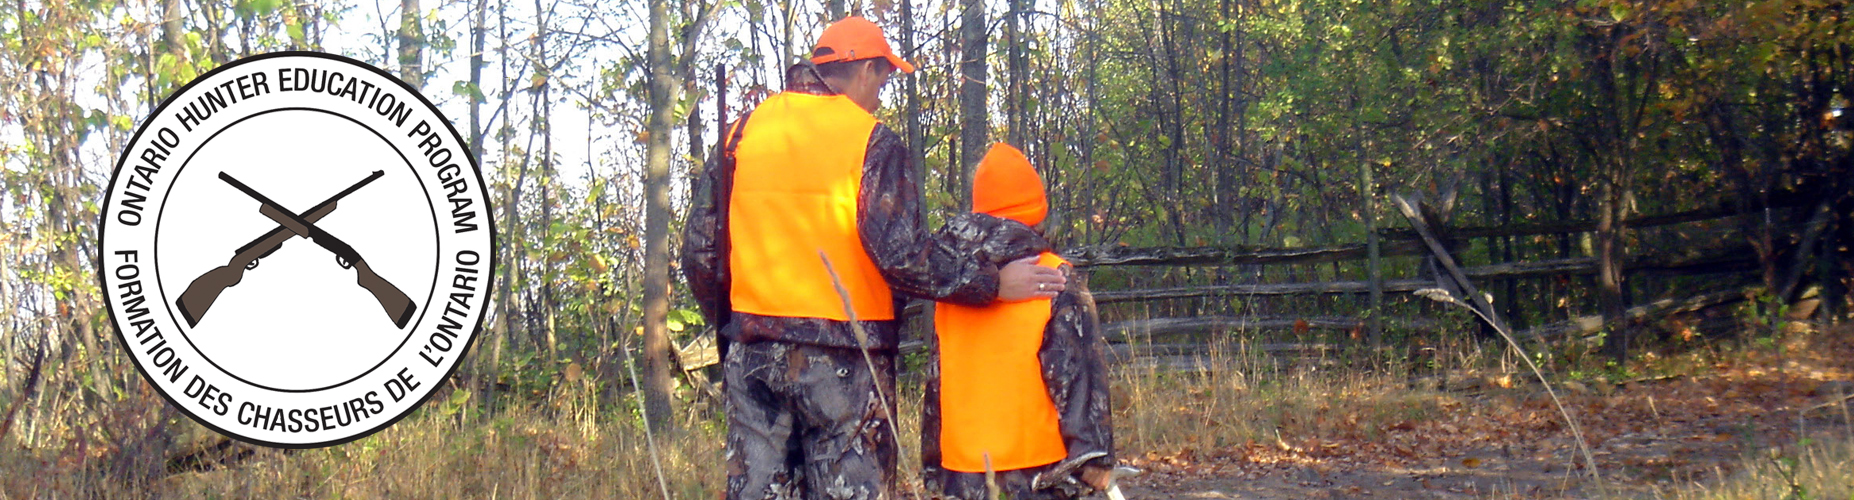 ONTARIO HUNTER EDUCATION PROGRAM
FORMATION DES CHASSEURS DE L'ONTARIO